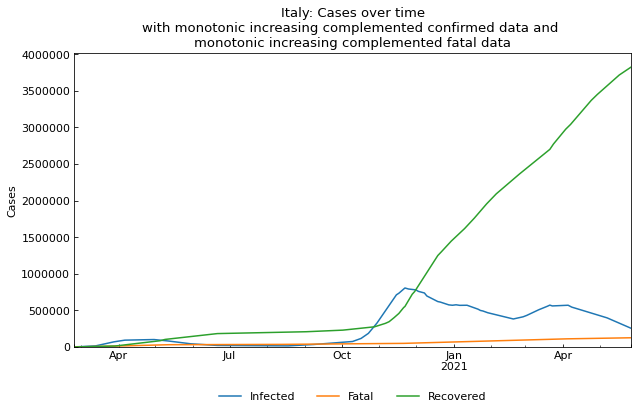 Italy: Cases over time
with monotonic increasing complemented confirmed data and
monotonic increasing complemented fatal data
4000000
3500000
3000000
2500000
2000000
1500000
1000000
500000
0
Cases
Apr
Jul
Oct
Jan
2021
Apr
Infected
Fatal
Recovered